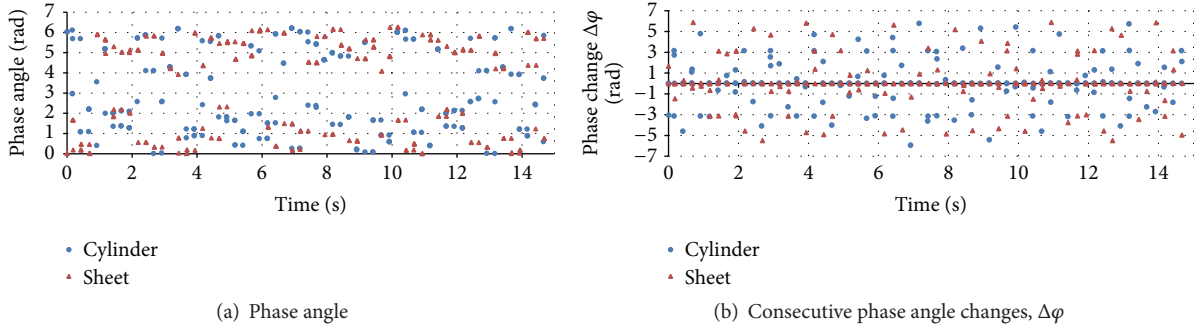 Phase angle (rad)
7
6
5
4
3
2
1
0
0 2 4 6 8 10 12 14
Time (s)
Cylinder
Sheet
(a) Phase angle
Phase change Δφ
(rad)
7
5
3
1
−1
−3
−5
−7
0 2 4 6 8 10 12 14
Time (s)
Cylinder
Sheet
(b) Consecutive phase angle changes, Δφ